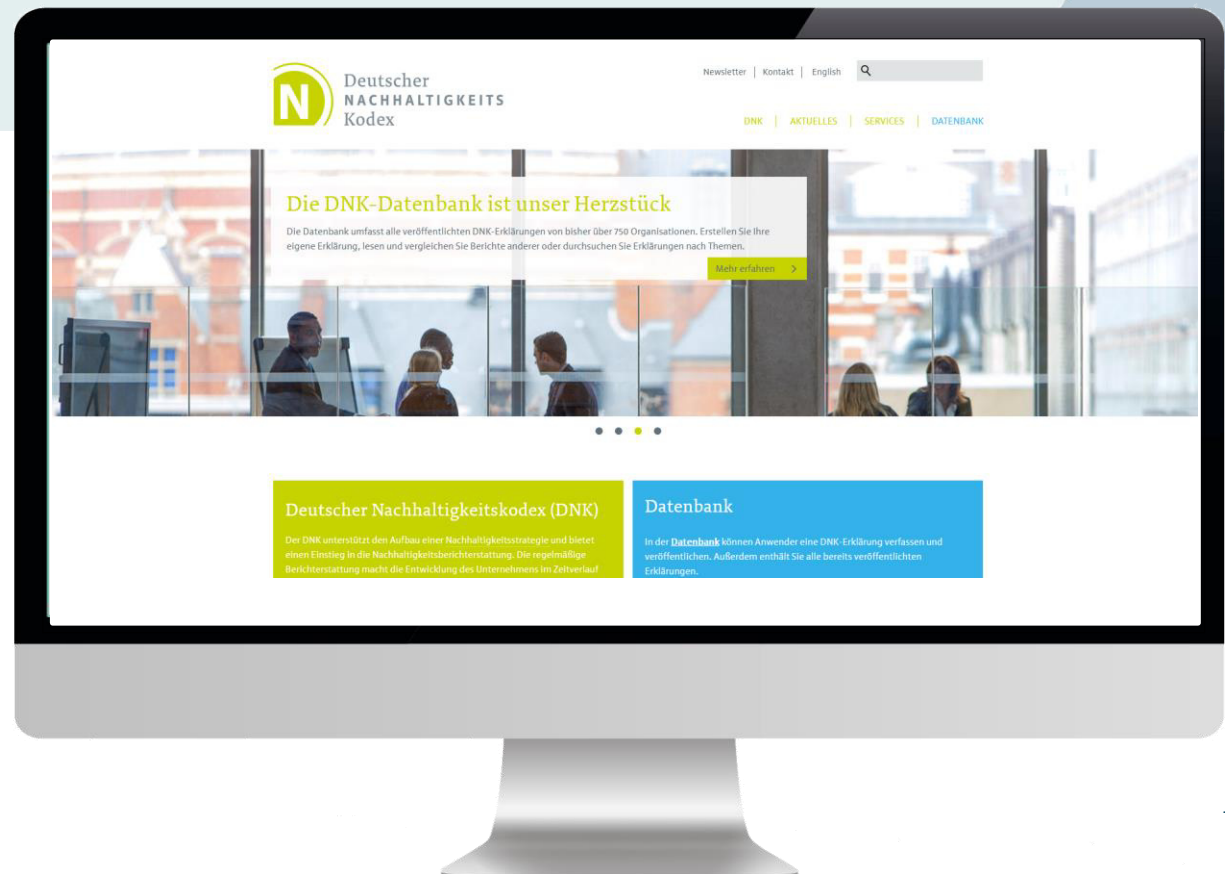 Deutscher
NACHHALTIGKEITS
Kodex
N
Newsletter | Kontakt | English
DNK | AKTUELLES | SERVICES | DATENBANK
Die DNK-Datenbank ist unser Herzstück
Die Datenbank umfasst alle veröffentlichten DNK-Erklärungen von bisher über 750 Organisationen. Erstellen Sie Ihre
eigene Erklärung, lesen und vergleichen Sie Berichte anderer oder durchsuchen Sie Erklärungen nach Themen.
Mehr erfahren >
Deutscher Nachhaltigkeitskodex (DNK)
Der DNK unterstützt den Aufbau einer Nachhaltigkeitsstrategie und bietet
einen Einstieg in die Nachhaltigkeitsberichterstattung. Die regelmäßige
Berichterstattung macht die Entwicklung des Unternehmens im Zeitverlauf
Datenbank
In der Datenbank können Anwender eine DNK-Erklärung verfassen und
veröffentlichen. Außerdem enthält Sie alle bereits veröffentlichten
Erklärungen.